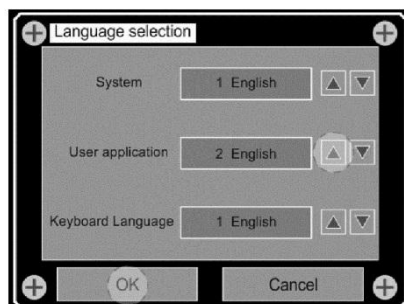 Language selection
System 1 English
User application 2 English
Keyboard Language 1 English
OK Cancel